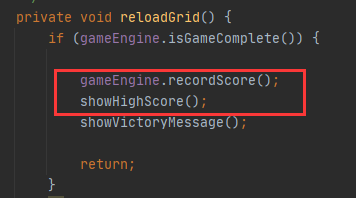 private void reloadGrid() {
if (gameEngine.isGameComplete()) {
gameEngine.recordScore();
showHighScore();
showVictoryMessage();
return;
}